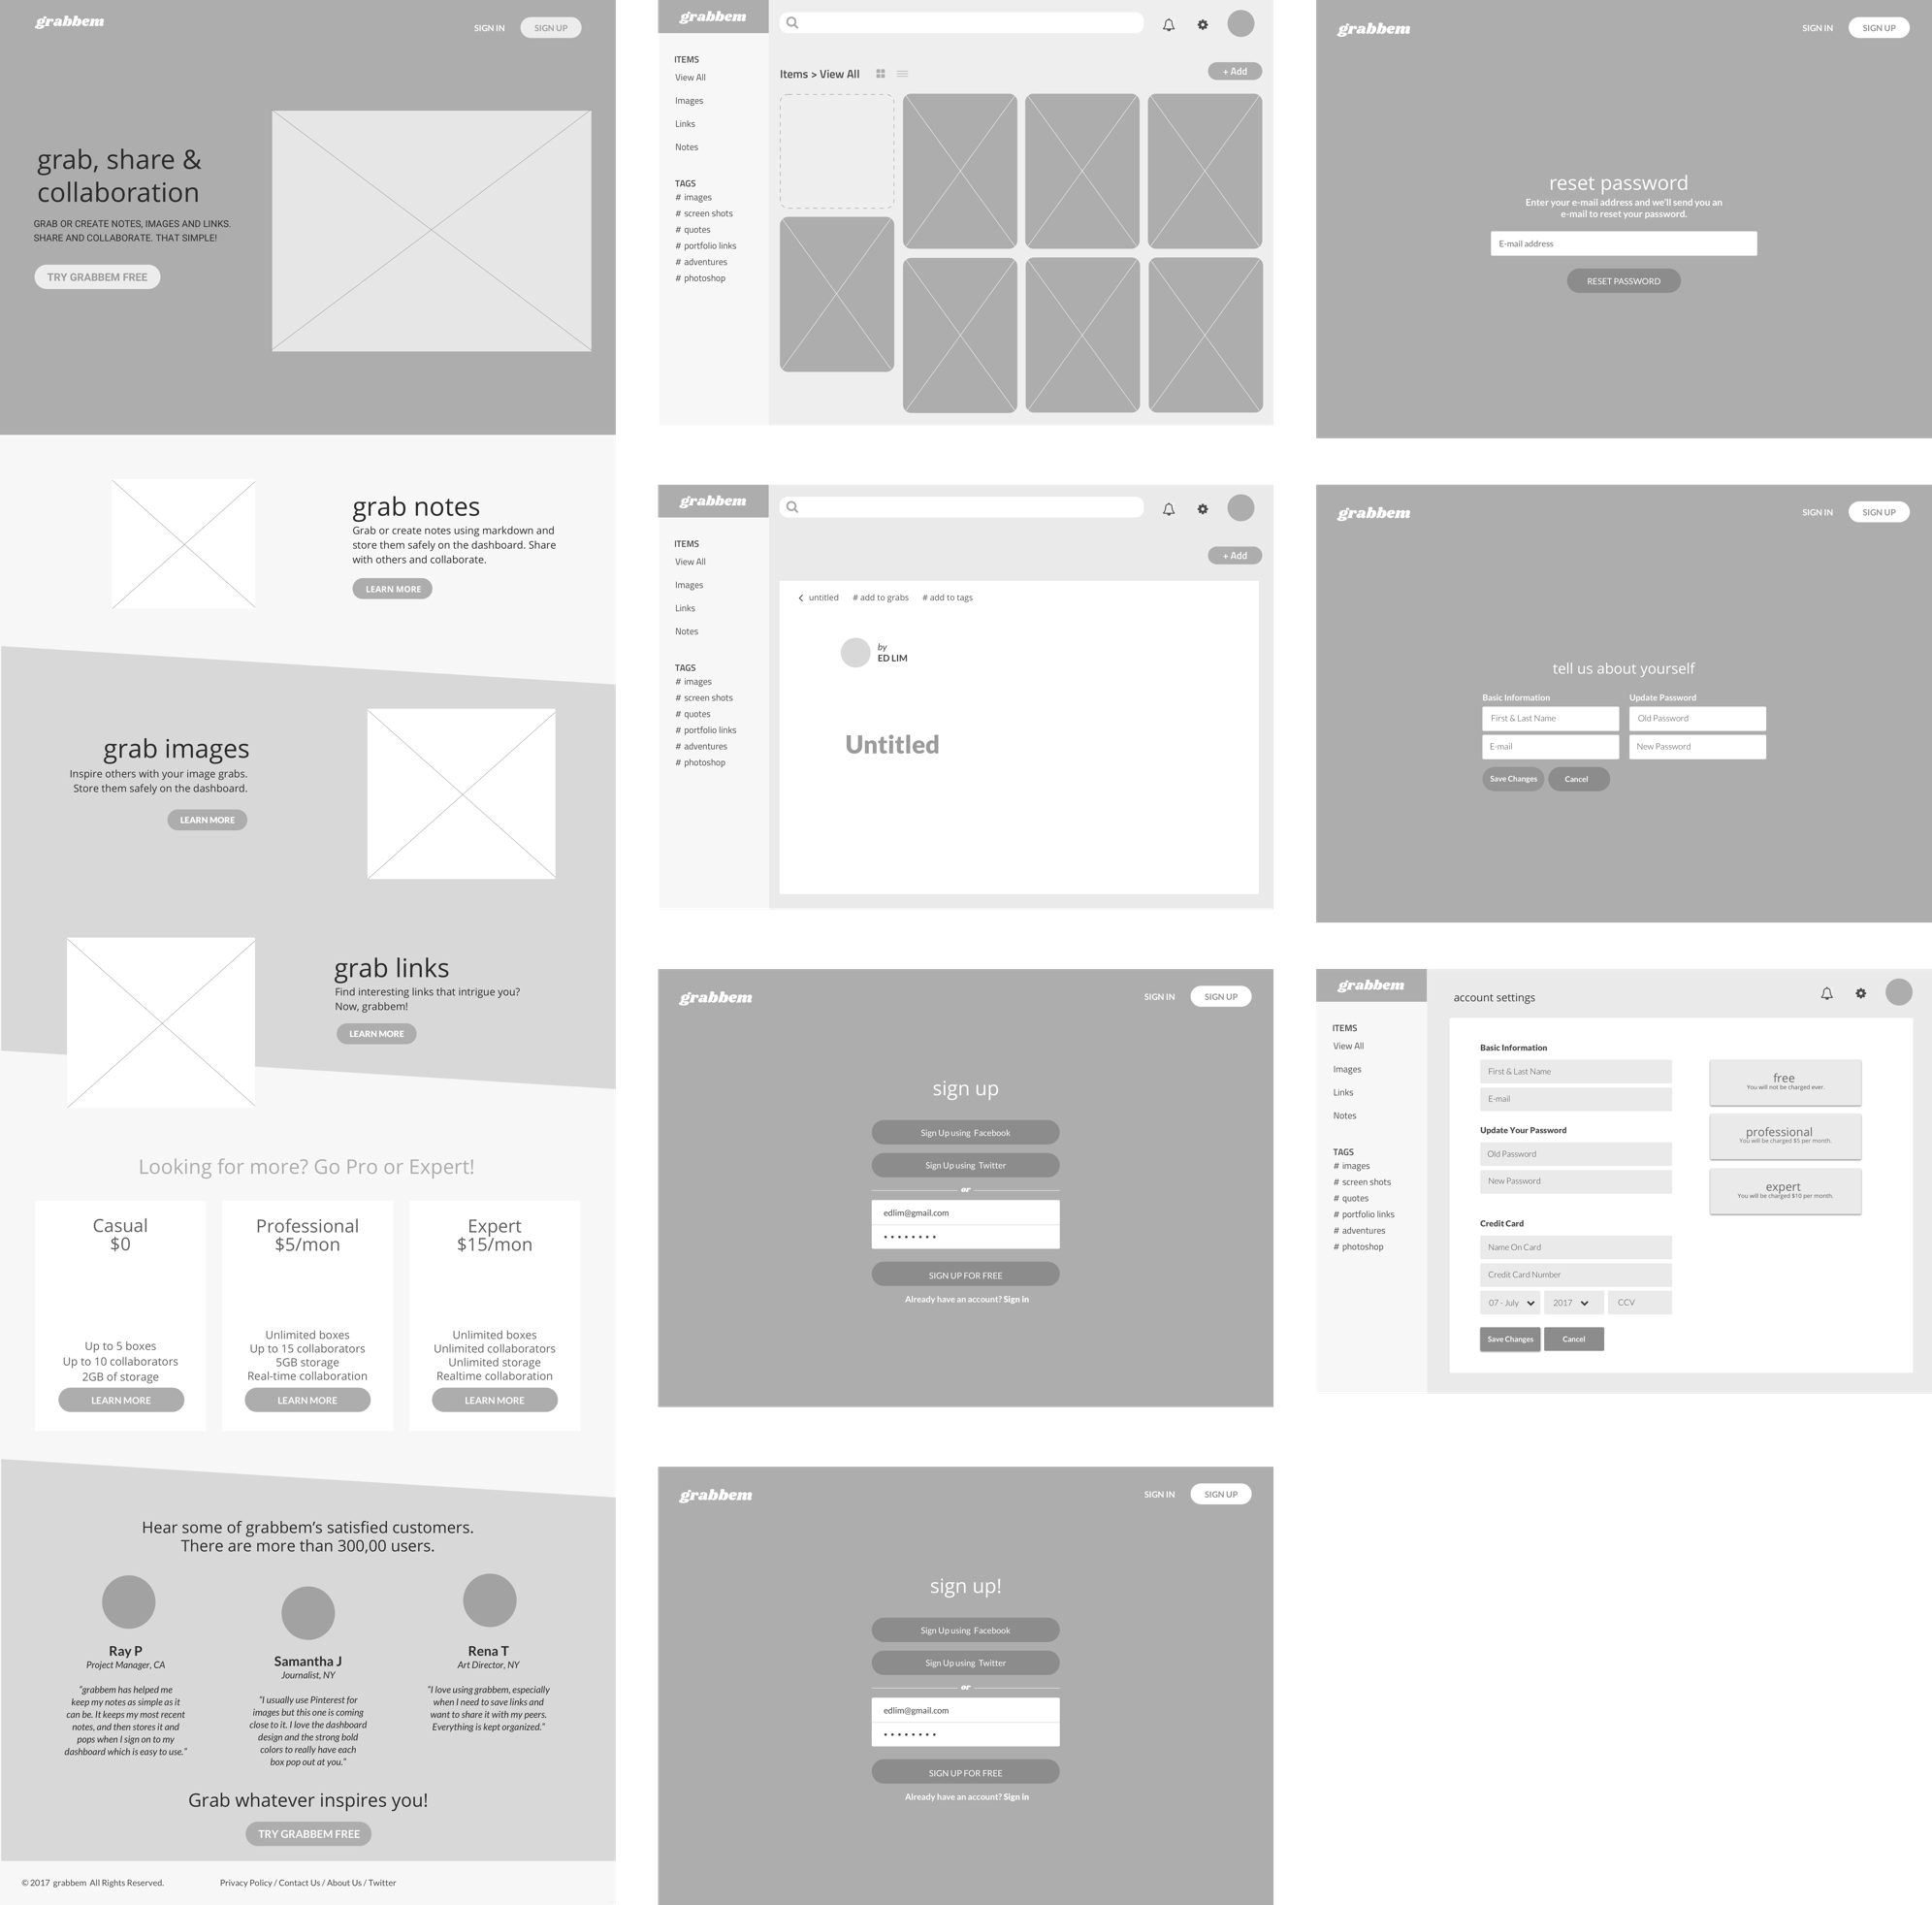 grabbem
SIGN IN
SIGN UP
grab, share &
collaboration
GRAB OR CREATE NOTES, IMAGES AND LINKS.
SHARE AND COLLABORATE. THAT SIMPLE!
TRY GRABBEM FREE
grab notes
Grab or create notes using markdown and
store them safely on the dashboard. Share
with others and collaborate.
LEARN MORE
grab images
Inspire others with your image grabs.
Store them safely on the dashboard.
LEARN MORE
grab links
Find interesting links that intrigue you?
Now, grabbem!
LEARN MORE
Looking for more? Go Pro or Expert!
Casual
$0
Up to 5 boxes
Up to 10 collaborators
2GB of storage
LEARN MORE
Professional
$5/mon
Unlimited boxes
Up to 15 collaborators
5GB storage
Real-time collaboration
LEARN MORE
Expert
$15/mon
Unlimited boxes
Unlimited collaborators
Unlimited storage
Realtime collaboration
LEARN MORE
Hear some of grabbem's satisfied customers.
There are more than 300,00 users.
Ray P
Project Manager, CA
"grabbem has helped me
keep my notes as simple as it
can be. It keeps my most recent
notes, and then stores it and
pops when I sign on to my
dashboard which is easy to use."
Samantha J
Journalist, NY
"I usually use Pinterest for
images but this one is coming
close to it. I love the dashboard
design and the strong bold
colors to really have each
box pop out at you."
Rena T
Art Director, NY
"I love using grabbem, especially
when I need to save links and
want to share it with my peers.
Everything is kept organized."
Grab whatever inspires you!
TRY GRABBEM FREE
© 2017 grabbem All Rights Reserved.
Privacy Policy / Contact Us / About Us / Twitter
grabbem
ITEMS
View All
Images
Links
Notes
TAGS
# images
# screen shots
# quotes
# portfolio links
# adventures
# photoshop
Items > View All
+ Add
grabbem
ITEMS
View All
Images
Links
Notes
TAGS
# images
# screen shots
# quotes
# portfolio links
# adventures
# photoshop
+ Add
< untitled # add to grabs # add to tags
by
ED LIM
Untitled
grabbem
SIGN IN
SIGN UP
sign up
Sign Up using Facebook
Sign Up using Twitter
or
edlim@gmail.com
SIGN UP FOR FREE
Already have an account? Sign in
grabbem
SIGN IN
SIGN UP
sign up!
Sign Up using Facebook
Sign Up using Twitter
or
edlim@gmail.com
SIGN UP FOR FREE
Already have an account? Sign in
grabbem
SIGN IN
SIGN UP
reset password
Enter your e-mail address and we'll send you an
e-mail to reset your password.
E-mail address
RESET PASSWORD
grabbem
SIGN IN
SIGN UP
tell us about yourself
Basic Information
First & Last Name
E-mail
Update Password
Old Password
New Password
Save Changes
Cancel
grabbem
ITEMS
View All
Images
Links
Notes
TAGS
# images
# screen shots
# quotes
# portfolio links
# adventures
# photoshop
account settings
Basic Information
First & Last Name
E-mail
Update Your Password
Old Password
New Password
Credit Card
Name On Card
Credit Card Number
07 - July
2017
CCV
Save Changes
Cancel
free
You will not be charged ever.
professional
You will be charged $5 per month.
expert
You will be charged $10 per month.